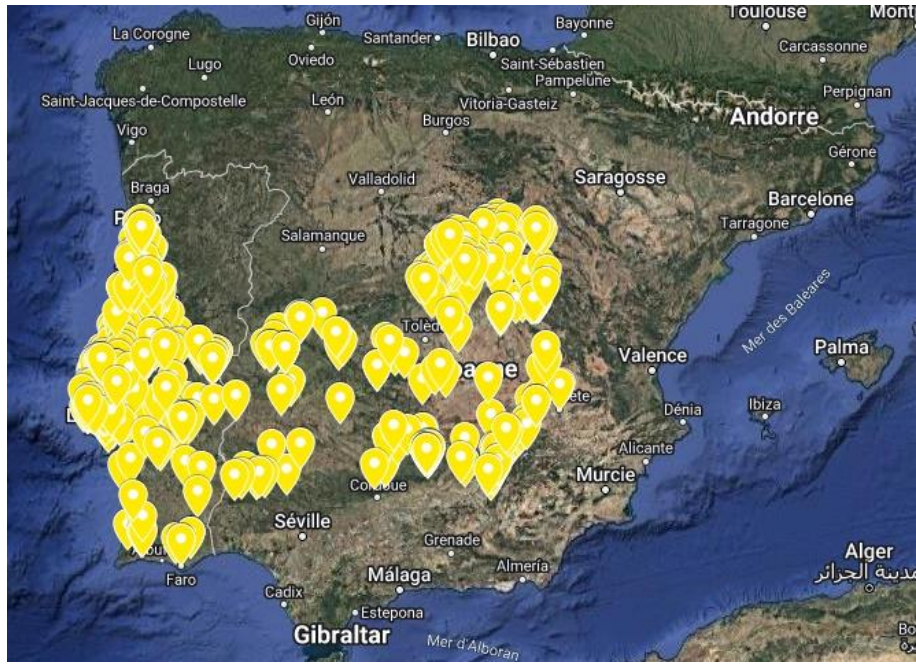 Toulouse
Mont
Gijón
Bayonne
La Corogne
Santander
Bilbao
Carcassonne
Oviedo
Saint-Sébastien
Lugo
Pampelune
Perpignan
Saint-Jacques-de-Compostelle
León
Vitoria-Gasteiz
Andorre
Vigo
Burgos
Gérone
Braga
Valladolid
Saragosse
Barcelone
Tarragone
Salamanque
Mer des Baléares
Valence
Palma
Ibiza
Dénia
Alicante
Murcie
Séville
Grenade
Almería
Faro
Málaga
Alger
مدينة الجزائر
Cadix
Estepona
Gibraltar
Mer d'Alboran